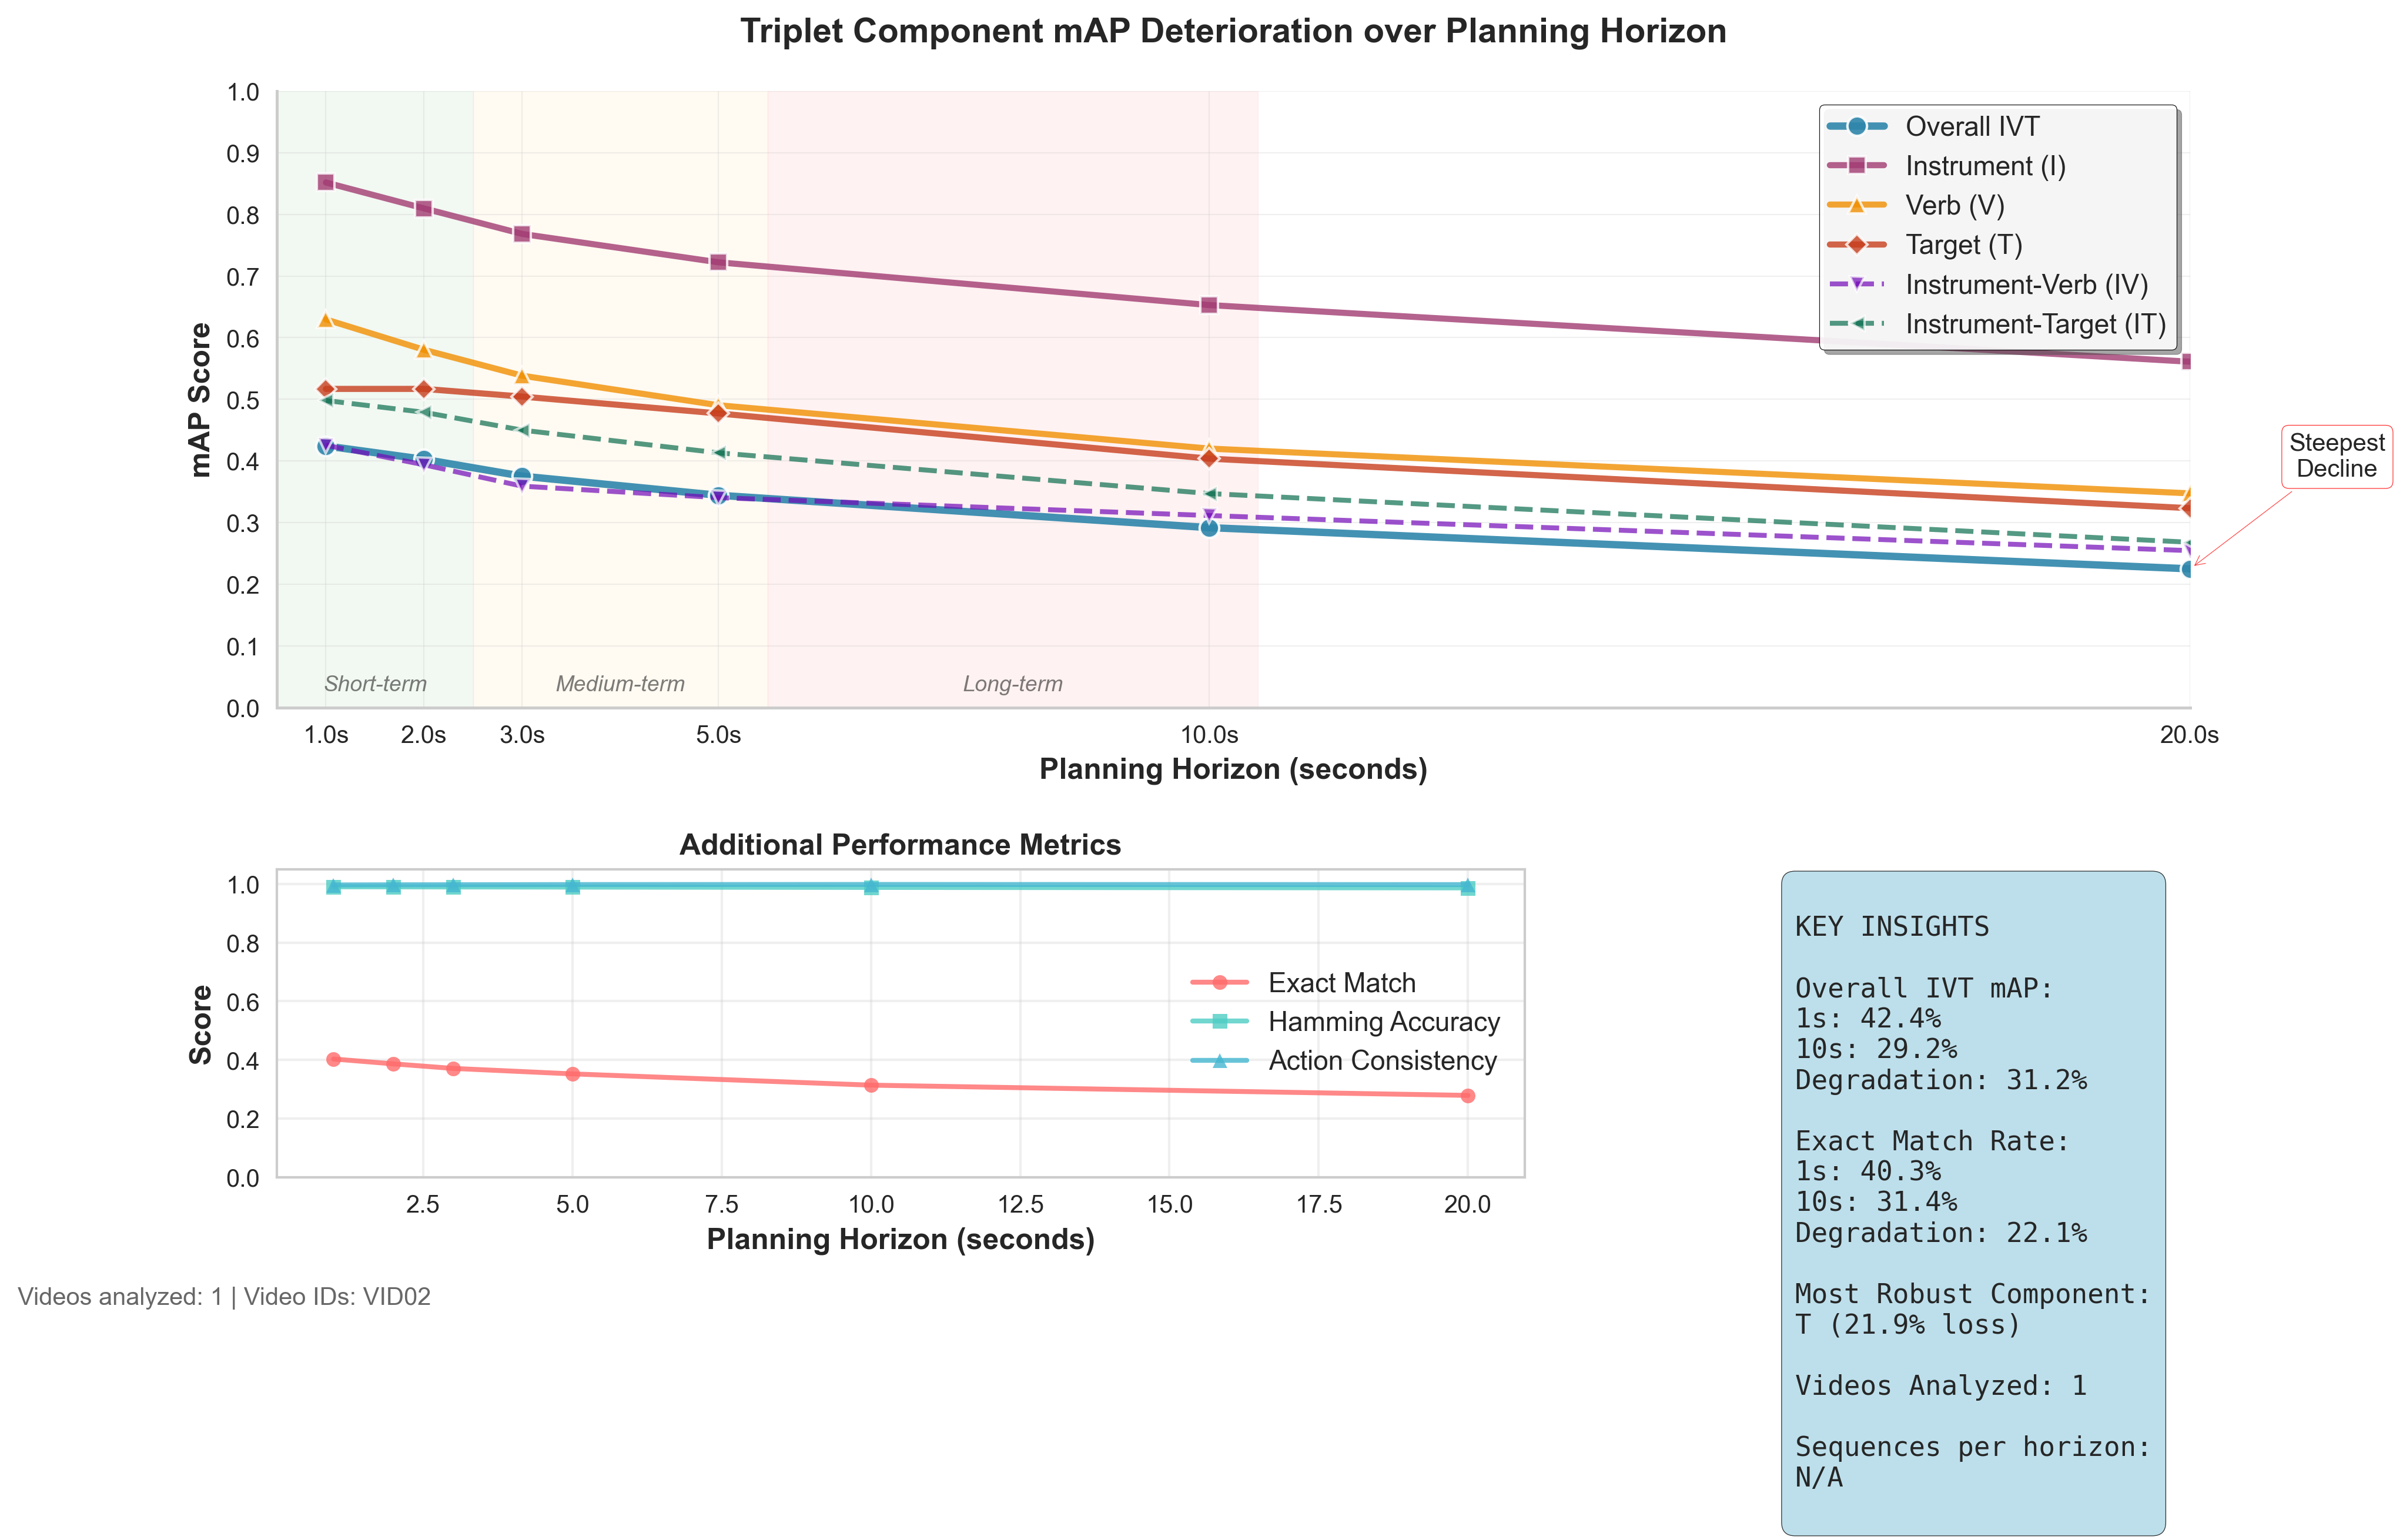 Triplet Component mAP Deterioration over Planning Horizon
mAP Score
1.0
0.9
0.8
0.7
0.6
0.5
0.4
0.3
0.2
0.1
0.0
Overall IVT
Instrument (I)
Verb (V)
Target (T)
Instrument-Verb (IV)
Instrument-Target (IT)
Steepest
Decline
Short-term Medium-term Long-term
1.0s 2.0s 3.0s 5.0s 10.0s 20.0s
Planning Horizon (seconds)
Additional Performance Metrics
Score
1.0
0.8
0.6
0.4
0.2
0.0
Exact Match
Hamming Accuracy
Action Consistency
2.5 5.0 7.5 10.0 12.5 15.0 17.5 20.0
Planning Horizon (seconds)
KEY INSIGHTS
Overall IVT mAP:
1s: 42.4%
10s: 29.2%
Degradation: 31.2%
Exact Match Rate:
1s: 40.3%
10s: 31.4%
Degradation: 22.1%
Most Robust Component:
T (21.9% loss)
Videos Analyzed: 1
Sequences per horizon:
N/A
Videos analyzed: 1 | Video IDs: VID02